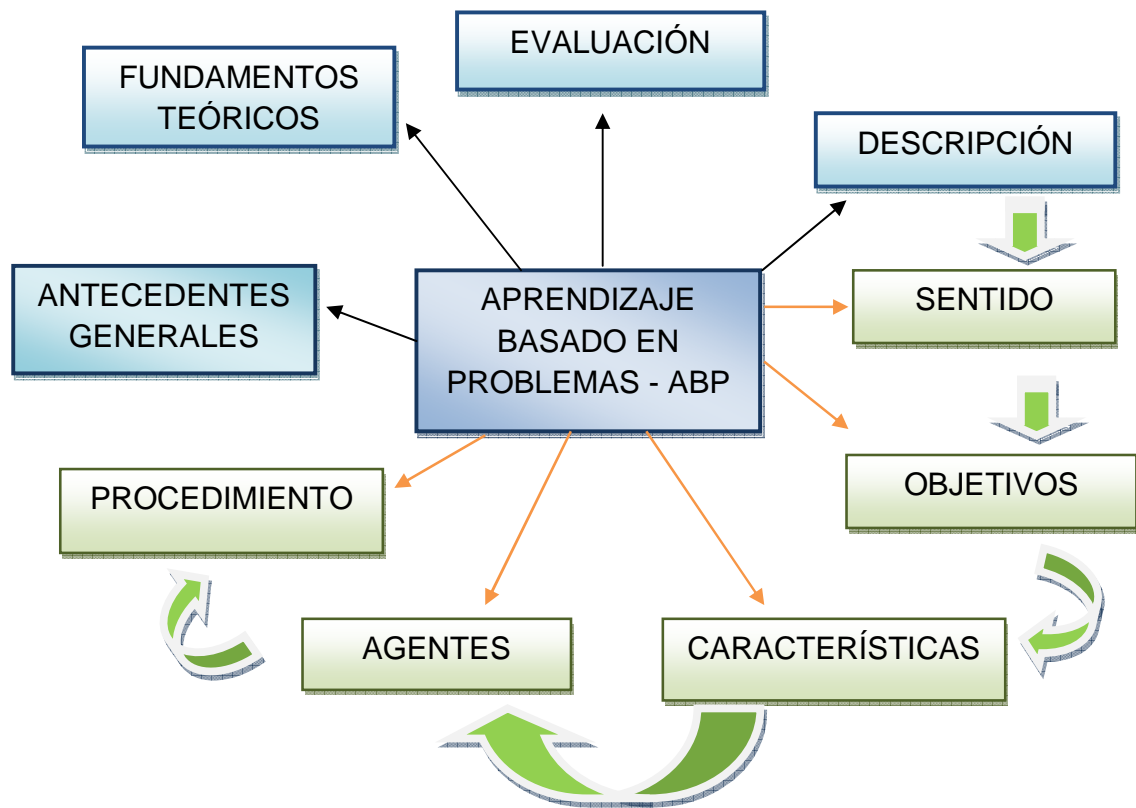 EVALUACIÓN
FUNDAMENTOS
TEÓRICOS
DESCRIPCIÓN
ANTECEDENTES
GENERALES
APRENDIZAJE
BASADO EN
PROBLEMAS - ABP
SENTIDO
OBJETIVOS
PROCEDIMIENTO
AGENTES
CARACTERÍSTICAS